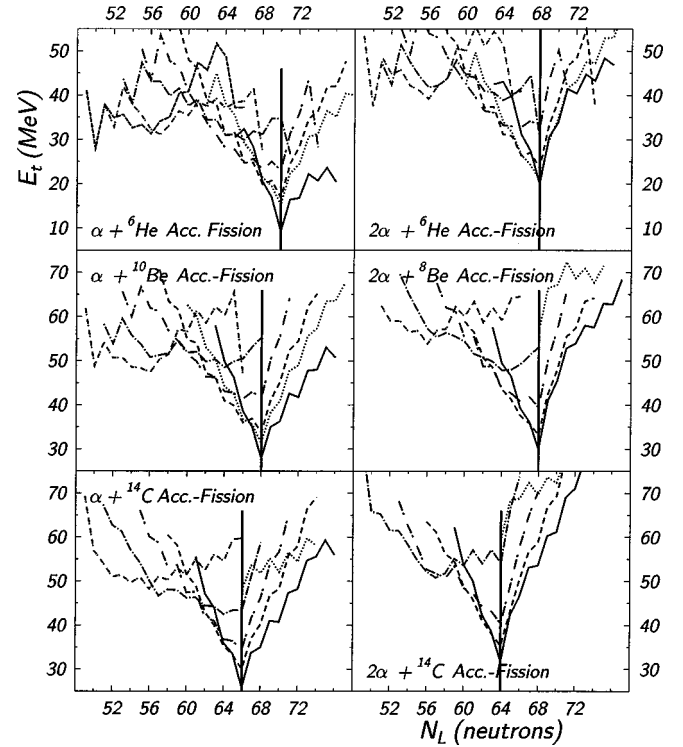 52 56 60 64 68 72 52 56 60 64 68 72
50 40 30 20 10
E_t (MeV)
α + ⁶He Acc. Fission
2α + ⁶He Acc.-Fission
50 40 30 20 10
70 60 50 40 30
α + ¹⁰Be Acc.-Fission
2α + ⁸Be Acc.-Fission
70 60 50 40 30
70 60 50 40 30
α + ¹⁴C Acc.-Fission
2α + ¹⁴C Acc.-Fission
70 60 50 40 30
52 56 60 64 68 72 52 56 60 64 68 72
N_L (neutrons)